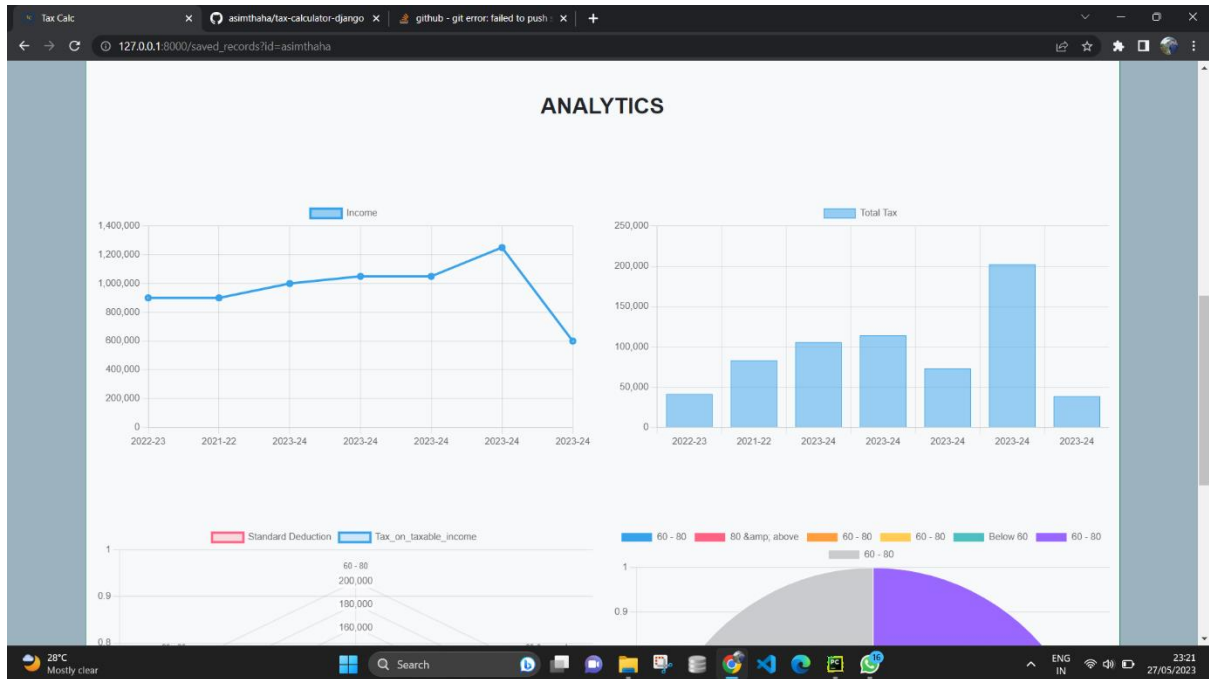 Tax Calc
asimthaha/tax-calculator-django
github - git error: failed to push
127.0.0.1:8000/saved_records?id=asimthaha
ANALYTICS
Income
1,400,000
1,200,000
1,000,000
800,000
600,000
400,000
200,000
0
2022-23 2021-22 2023-24 2023-24 2023-24 2023-24 2023-24
Total Tax
250,000
200,000
150,000
100,000
50,000
0
2022-23 2021-22 2023-24 2023-24 2023-24 2023-24 2023-24
Standard Deduction Tax_on_taxable_income
1
0.9
0.8
60 - 80
200,000
180,000
160,000
60 - 80 80 &amp; above 60 - 80 60 - 80 Below 60 60 - 80
60 - 80
1
0.9
28°C
Mostly clear
Search
PC
16
ENG
IN
23:21
27/05/2023